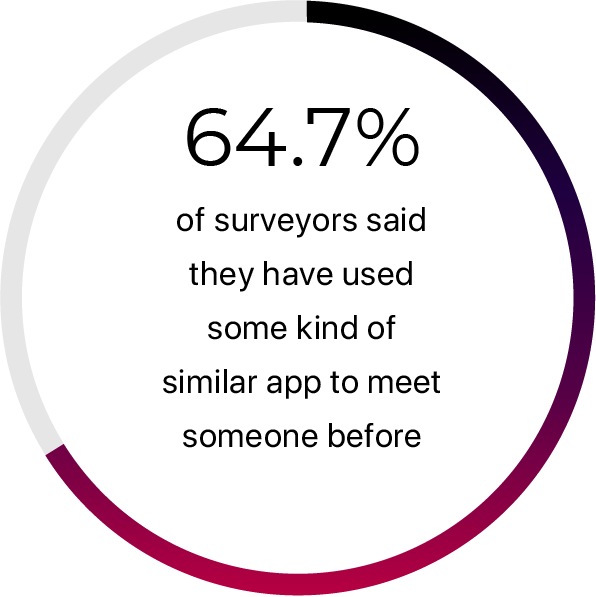 64.7%
of surveyors said
they have used
some kind of
similar app to meet
someone before